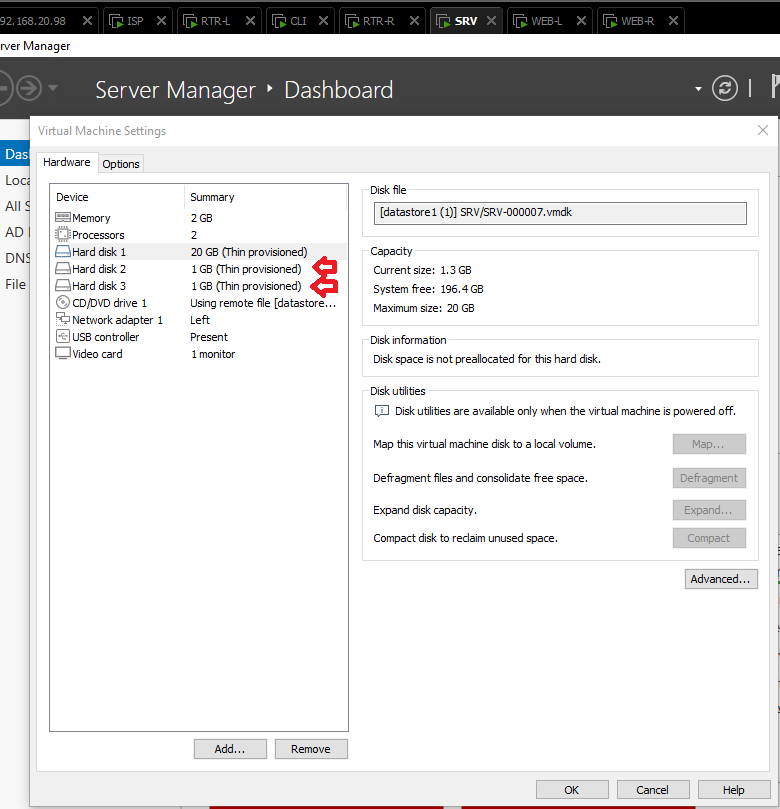 92.168.20.98 ISP RTR-L CLI RTR-R SRV WEB-L WEB-R
rver Manager
Server Manager Dashboard
Virtual Machine Settings
Das
Loca
All S
AD
DNS
File
Hardware Options
Device Summary
Memory 2 GB
Processors 2
Hard disk 1 20 GB (Thin provisioned)
Hard disk 2 1 GB (Thin provisioned)
Hard disk 3 1 GB (Thin provisioned)
CD/DVD drive 1 Using remote file [datastore...
Network adapter 1 Left
USB controller Present
Video card 1 monitor
Add... Remove
Disk file
[datastore1 (1)] SRV/SRV-000007.vmdk
Capacity
Current size: 1.3 GB
System free: 196.4 GB
Maximum size: 20 GB
Disk information
Disk space is not preallocated for this hard disk.
Disk utilities
Disk utilities are available only when the virtual machine is powered off.
Map this virtual machine disk to a local volume. Map...
Defragment files and consolidate free space. Defragment
Expand disk capacity. Expand...
Compact disk to reclaim unused space. Compact
Advanced...
OK Cancel Help